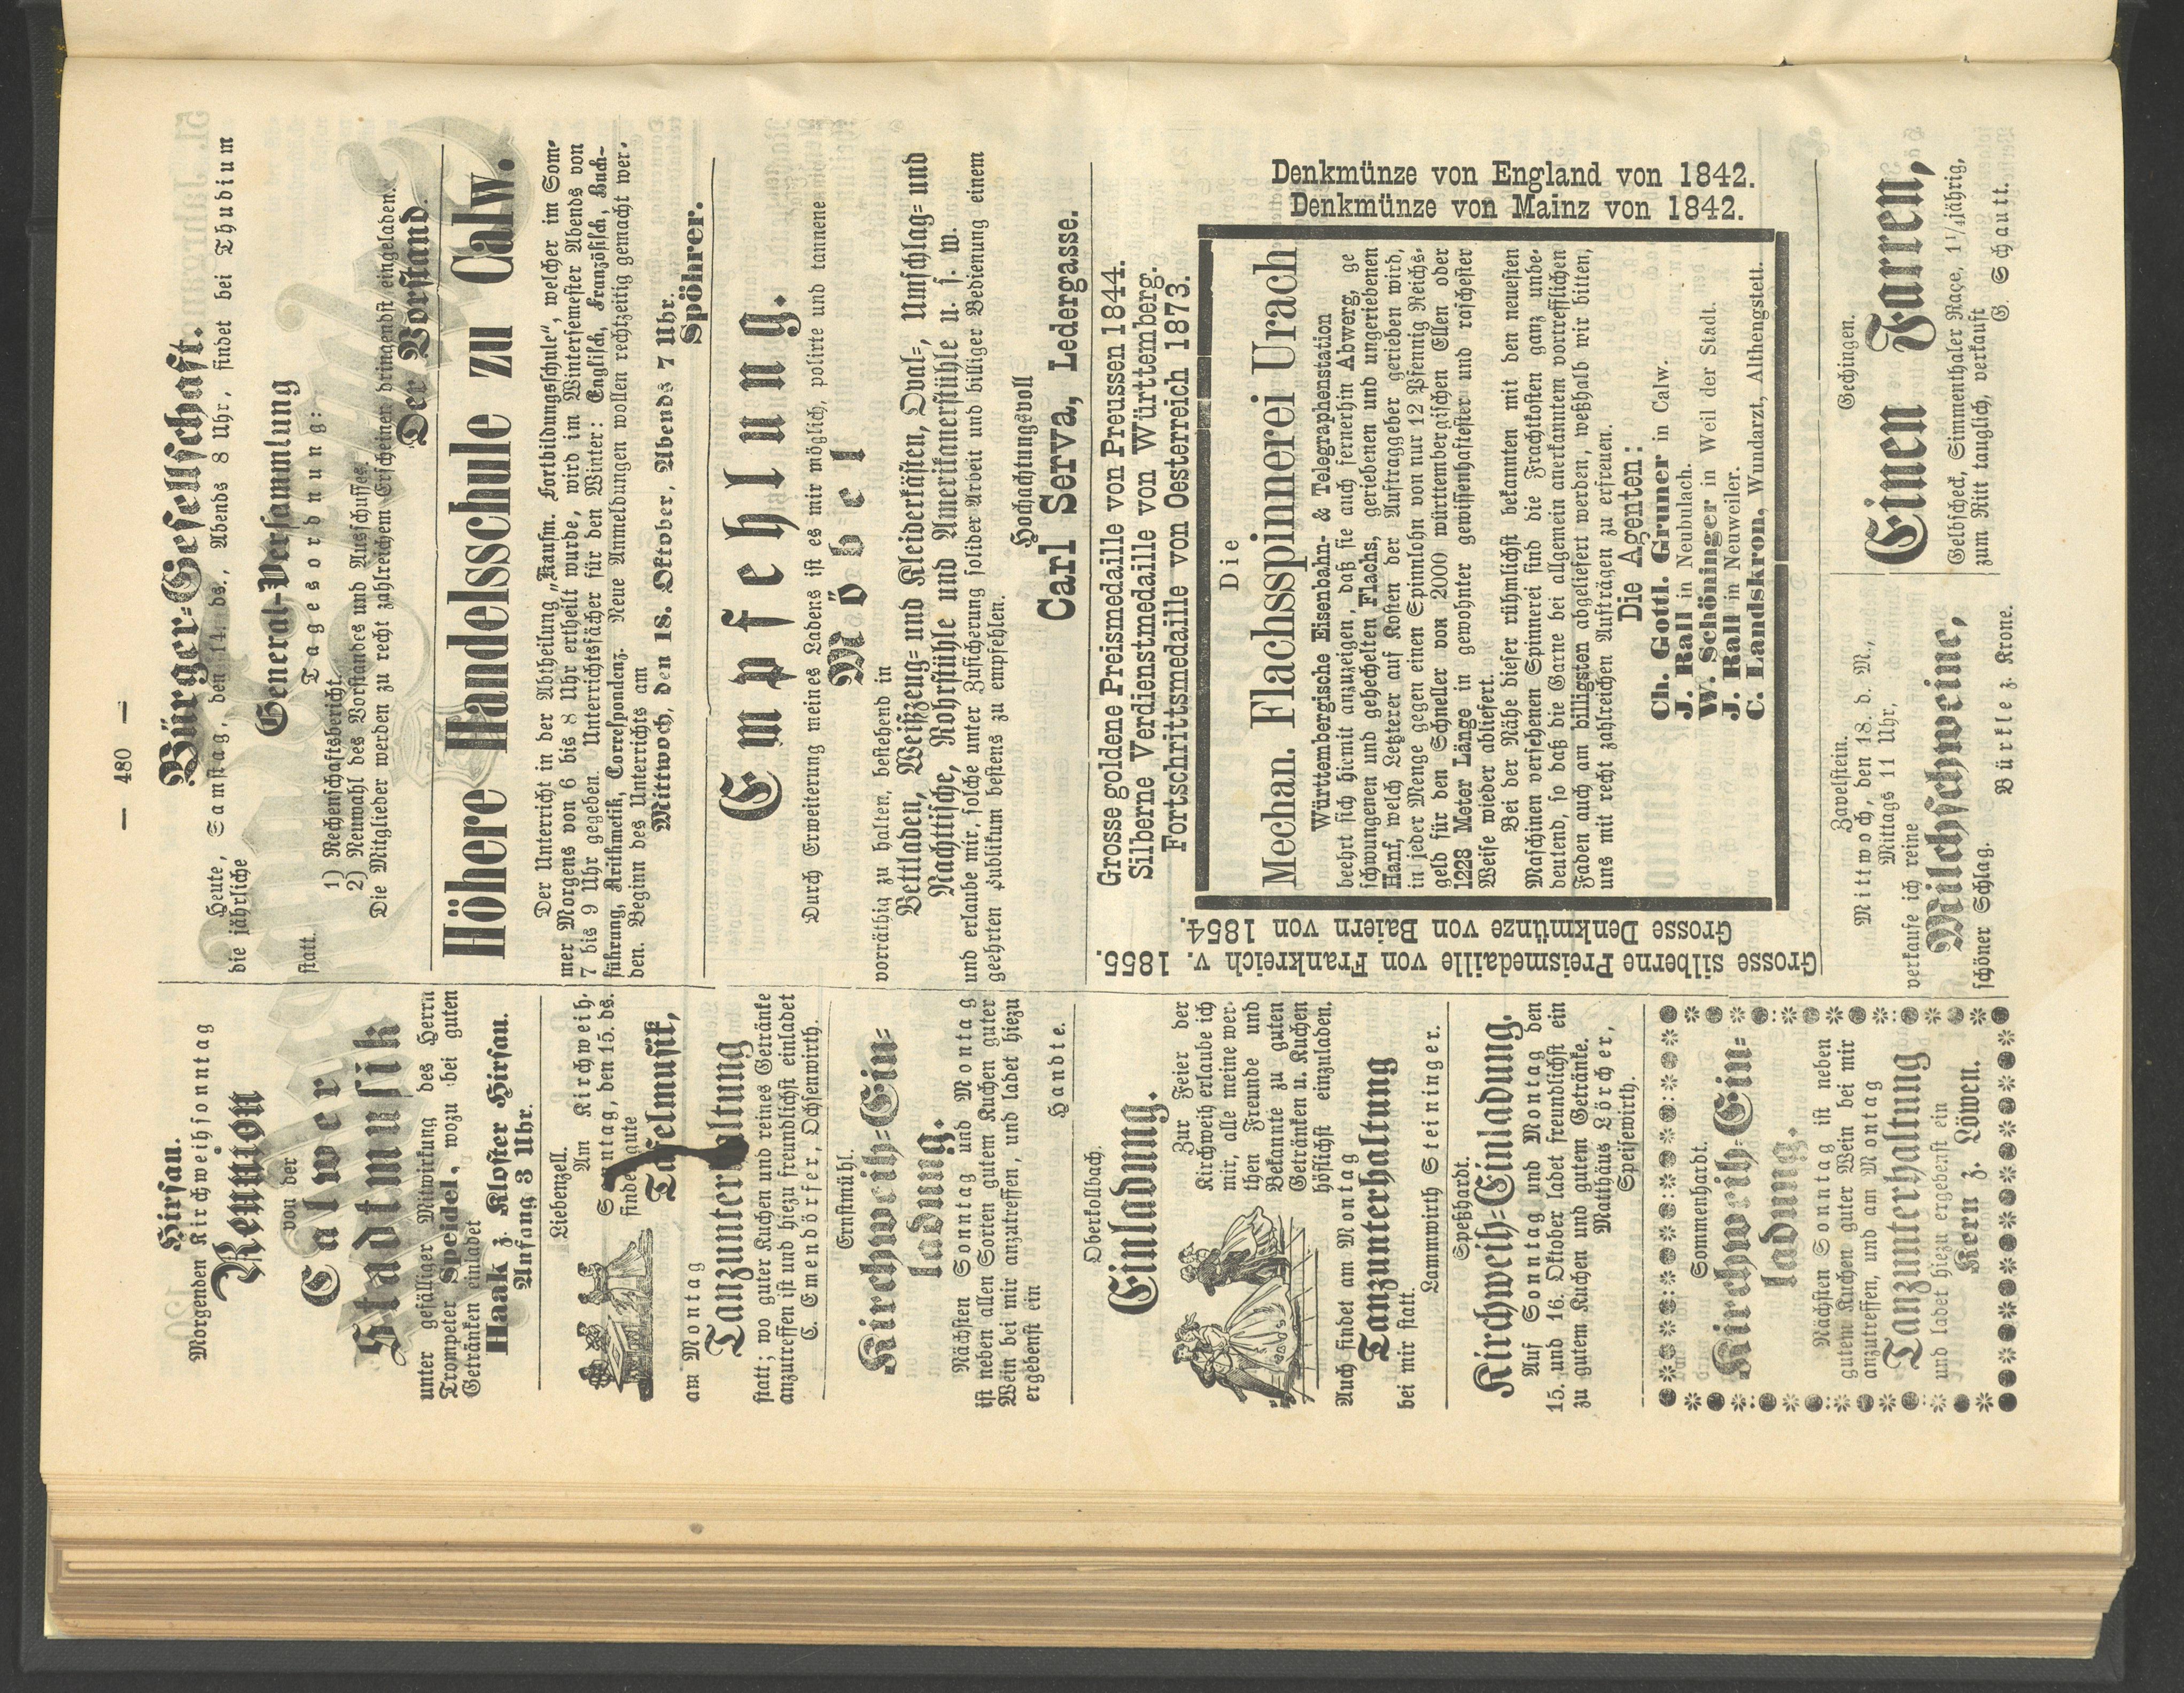 — 480 —
Hirsau.
Morgenden Kirchweihsonntag
Reunion
von der
Calwer
Stadtmusik
unter gefälliger Mitwirkung des Herrn
Trompeter Speidel, wozu bei guten
Getränken einladet
Haak z. Kloster Hirsau.
Anfang 3 Uhr.
Liebenzell.
Am Kirchweih-
Sonntag, den 15. ds.
findet gute
Tafelmusik,
am Montag
Tanzunterhaltung
statt; wo guter Kuchen und reines Getränke
anzutreffen ist und hiezu freundlichst einladet
C. Emendörfer, Ochsenwirth.
Ernstmühl.
Kirchweih=Ein=
ladung.
Nächsten Sonntag und Montag
ist neben allen Sorten gutem Kuchen guter
Wein bei mir anzutreffen, und ladet hiezu
ergebenst ein
Handte.
Oberkollbach.
Einladung.
Zur Feier der
Kirchweih erlaube ich
mir, alle meine wer-
then Freunde und
Bekannte zu guten
Getränken u. Kuchen
höflichst einzuladen.
Auch findet am Montag
Tanzunterhaltung
bei mir statt.
Lammwirth Steininger.
Speßhardt.
Kirchweih=Einladung.
Auf Sonntag und Montag den
15. und 16. Oktober ladet freundlichst ein
zu gutem Kuchen und gutem Getränke.
Matthäus Lörcher,
Speisewirth.
Sommenhardt.
Kirchweih=Ein=
ladung.
Nächsten Sonntag ist neben
gutem Kuchen guter Wein bei mir
anzutreffen, und am Montag
Tanzunterhaltung
und ladet hiezu ergebenst ein
Kern z. Löwen.
Bürger=Gesellschaft.
Heute, Samstag, den 14. ds., Abends 8 Uhr, findet bei Thudium
die jährliche
General-Versammlung
statt.
Tagesordnung:
1) Rechenschaftsbericht.
2) Neuwahl des Vorstandes und Ausschusses.
Die Mitglieder werden zu recht zahlreichem Erscheinen dringendst eingeladen.
Der Vorstand.
Höhere Handelsschule zu Calw.
Der Unterricht in der Abtheilung „Kaufm. Fortbildungsschule", welcher im Som-
mer Morgens von 6 bis 8 Uhr ertheilt wurde, wird im Wintersemester Abends von
7 bis 9 Uhr gegeben. Unterrichtsfächer für den Winter: Englisch, Französisch, Buch-
führung, Arithmetik, Correspondenz. Neue Anmeldungen wollen rechtzeitig gemacht wer-
den. Beginn des Unterrichts am
Mittwoch, den 18. Oktober, Abends 7 Uhr.
Spöhrer.
Empfehlung.
Durch Erweiterung meines Ladens ist es mir möglich, polirte und tannene
Möbel
vorräthig zu halten, bestehend in
Bettladen, Weißzeug= und Kleiderkästen, Oval=, Umschlag= und
Nachttische, Rohrstühle und Amerikanerstühle u. s. w.
und erlaube mir, solche unter Zusicherung solider Arbeit und billiger Bedienung einem
geehrten Publikum bestens zu empfehlen.
Hochachtungsvoll
Carl Serva, Ledergasse.
Grosse goldene Preismedaille von Preussen 1844.
Silberne Verdienstmedaille von Württemberg.
Fortschrittsmedaille von Oesterreich 1873.
Grosse silberne Preismedaille von Frankreich v. 1855.
Grosse Denkmünze von Baiern von 1854.
Die
Mechan. Flachsspinnerei Urach
Württembergische Eisenbahn- & Telegraphenstation
beehrt sich hiemit anzuzeigen, daß sie auch fernerhin Abwerg, ge
schwungenen und gehechelten Flachs, geriebenen und ungeriebenen
Hanf, welch Letzterer auf Kosten der Auftraggeber gerieben wird,
in jeder Menge gegen einen Spinnlohn von nur 12 Pfennig Reichs-
geld für den Schneller von 2000 württembergischen Ellen oder
1228 Meter Länge in gewohnter gewissenhaftester und raschester
Weise wieder abliefert.
Bei der Nähe dieser rühmlichst bekannten mit den neuesten
Maschinen versehenen Spinnerei sind die Frachtkosten ganz unbe-
deutend, so daß die Garne bei allgemein anerkanntem vortrefflichen
Faden auch am billigsten abgeliefert werden, weßhalb wir bitten,
uns mit recht zahlreichen Aufträgen zu erfreuen.
Die Agenten:
Ch. Gottl. Gruner in Calw.
J. Rall in Neubulach.
W. Schöninger in Weil der Stadt.
J. Rall in Neuweiler.
C. Landskron, Wundarzt, Althengstett.
Denkmünze von England von 1842.
Denkmünze von Mainz von 1842.
Zavelstein.
Mittwoch, den 18. d. M.,
Mittags 11 Uhr,
verkaufe ich reine
Milchschweine,
schöner Schlag.
Bürkle z. Krone.
Gechingen.
Einen Farren,
Gelbscheck, Simmenthaler Raçe, 1¼jährig,
zum Ritt tauglich, verkauft
G. Schautt.